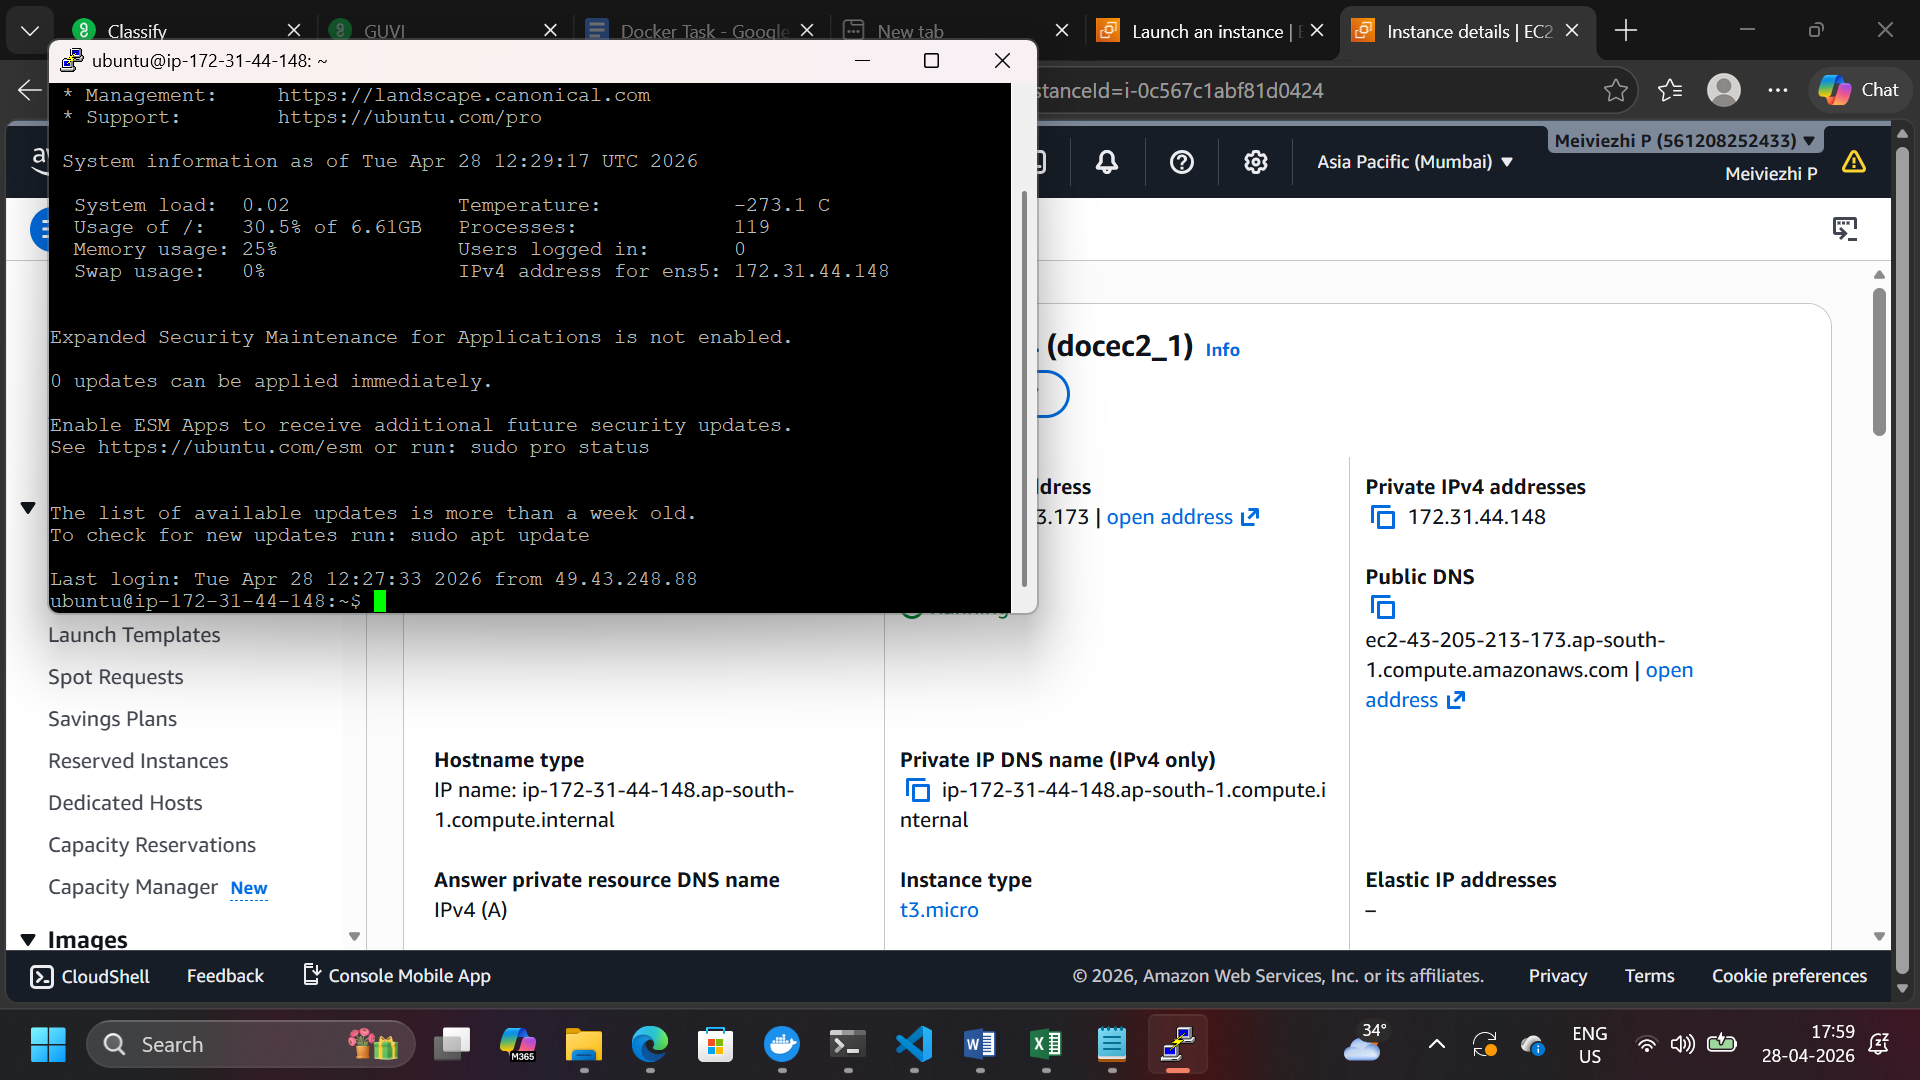 Classify
GUVI
Docker Task - Google
New tab
Launch an instance | E
Instance details | EC2
ubuntu@ip-172-31-44-148: ~
stanceId=i-0c567c1abf81d0424
Chat
* Management: https://landscape.canonical.com
* Support: https://ubuntu.com/pro
System information as of Tue Apr 28 12:29:17 UTC 2026
System load: 0.02 Temperature: -273.1 C
Usage of /: 30.5% of 6.61GB Processes: 119
Memory usage: 25% Users logged in: 0
Swap usage: 0% IPv4 address for ens5: 172.31.44.148
Expanded Security Maintenance for Applications is not enabled.
0 updates can be applied immediately.
Enable ESM Apps to receive additional future security updates.
See https://ubuntu.com/esm or run: sudo pro status
The list of available updates is more than a week old.
To check for new updates run: sudo apt update
Last login: Tue Apr 28 12:27:33 2026 from 49.43.248.88
ubuntu@ip-172-31-44-148:~$
Asia Pacific (Mumbai)
Meiviezhi P (561208252433)
Meiviezhi P
(docec2_1) Info
dress
3.173 | open address
Private IPv4 addresses
172.31.44.148
Public DNS
ec2-43-205-213-173.ap-south-
1.compute.amazonaws.com | open
address
Launch Templates
Spot Requests
Savings Plans
Reserved Instances
Dedicated Hosts
Capacity Reservations
Capacity Manager New
Images
Hostname type
IP name: ip-172-31-44-148.ap-south-
1.compute.internal
Private IP DNS name (IPv4 only)
ip-172-31-44-148.ap-south-1.compute.i
nternal
Answer private resource DNS name
IPv4 (A)
Instance type
t3.micro
Elastic IP addresses
–
CloudShell Feedback Console Mobile App © 2026, Amazon Web Services, Inc. or its affiliates. Privacy Terms Cookie preferences
Search
M365
34°
ENG
US
17:59
28-04-2026